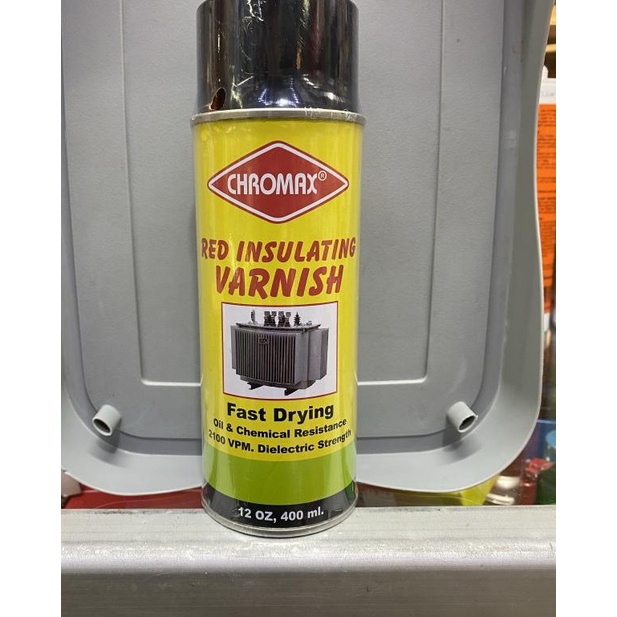 CHROMAX®
RED INSULATING
VARNISH
Fast Drying
Oil & Chemical Resistance
2100 VPM. Dielectric Strength
12 OZ, 400 ml.